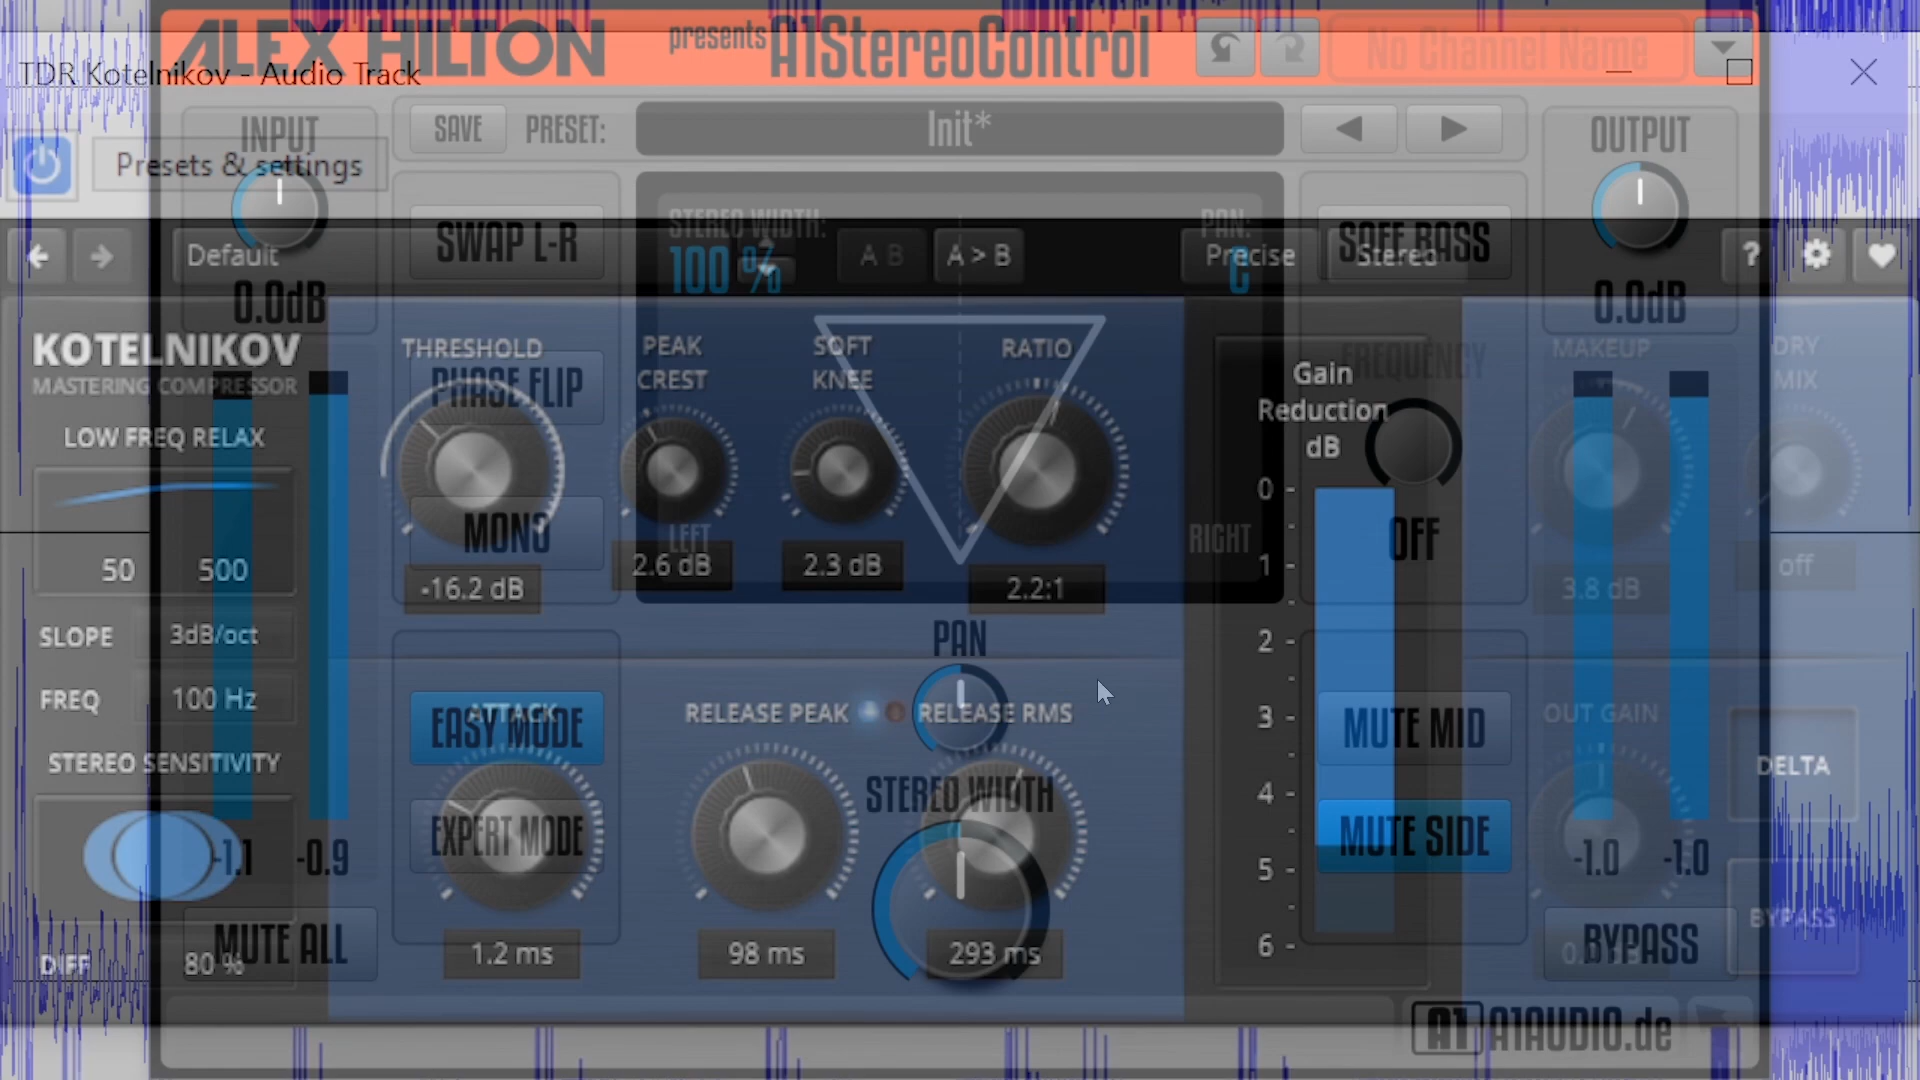 ALEX HILTON presents A1StereoControl
No Channel Name
TDR Kotelnikov - Audio Track
SAVE PRESET: Init*
INPUT
OUTPUT
Presets & settings
SWAP L-R
STEREO WIDTH:
100 %
PAN:
C
SAFE BASS
Default
A B
A > B
Precise
Stereo
?
0.0dB
0.0dB
KOTELNIKOV
MASTERING COMPRESSOR
THRESHOLD
PHASE FLIP
PEAK CREST
SOFT KNEE
RATIO
Gain
Reduction
dB
FREQUENCY
MAKEUP
DRY MIX
LOW FREQ RELAX
MONO
LEFT
RIGHT
OFF
50 500
-16.2 dB
2.6 dB
2.3 dB
2.2:1
3.8 dB
off
0
1
2
3
4
5
6
SLOPE 3dB/oct
FREQ 100 Hz
PAN
STEREO SENSITIVITY
ATTACK
EASY MODE
RELEASE PEAK
RELEASE RMS
MUTE MID
OUT GAIN
DELTA
STEREO WIDTH
EXPERT MODE
MUTE SIDE
-1.1 -0.9
-1.0 -1.0
BYPASS
DIFF 80 %
MUTE ALL
1.2 ms
98 ms
293 ms
BYPASS
A1 A1AUDIO.de